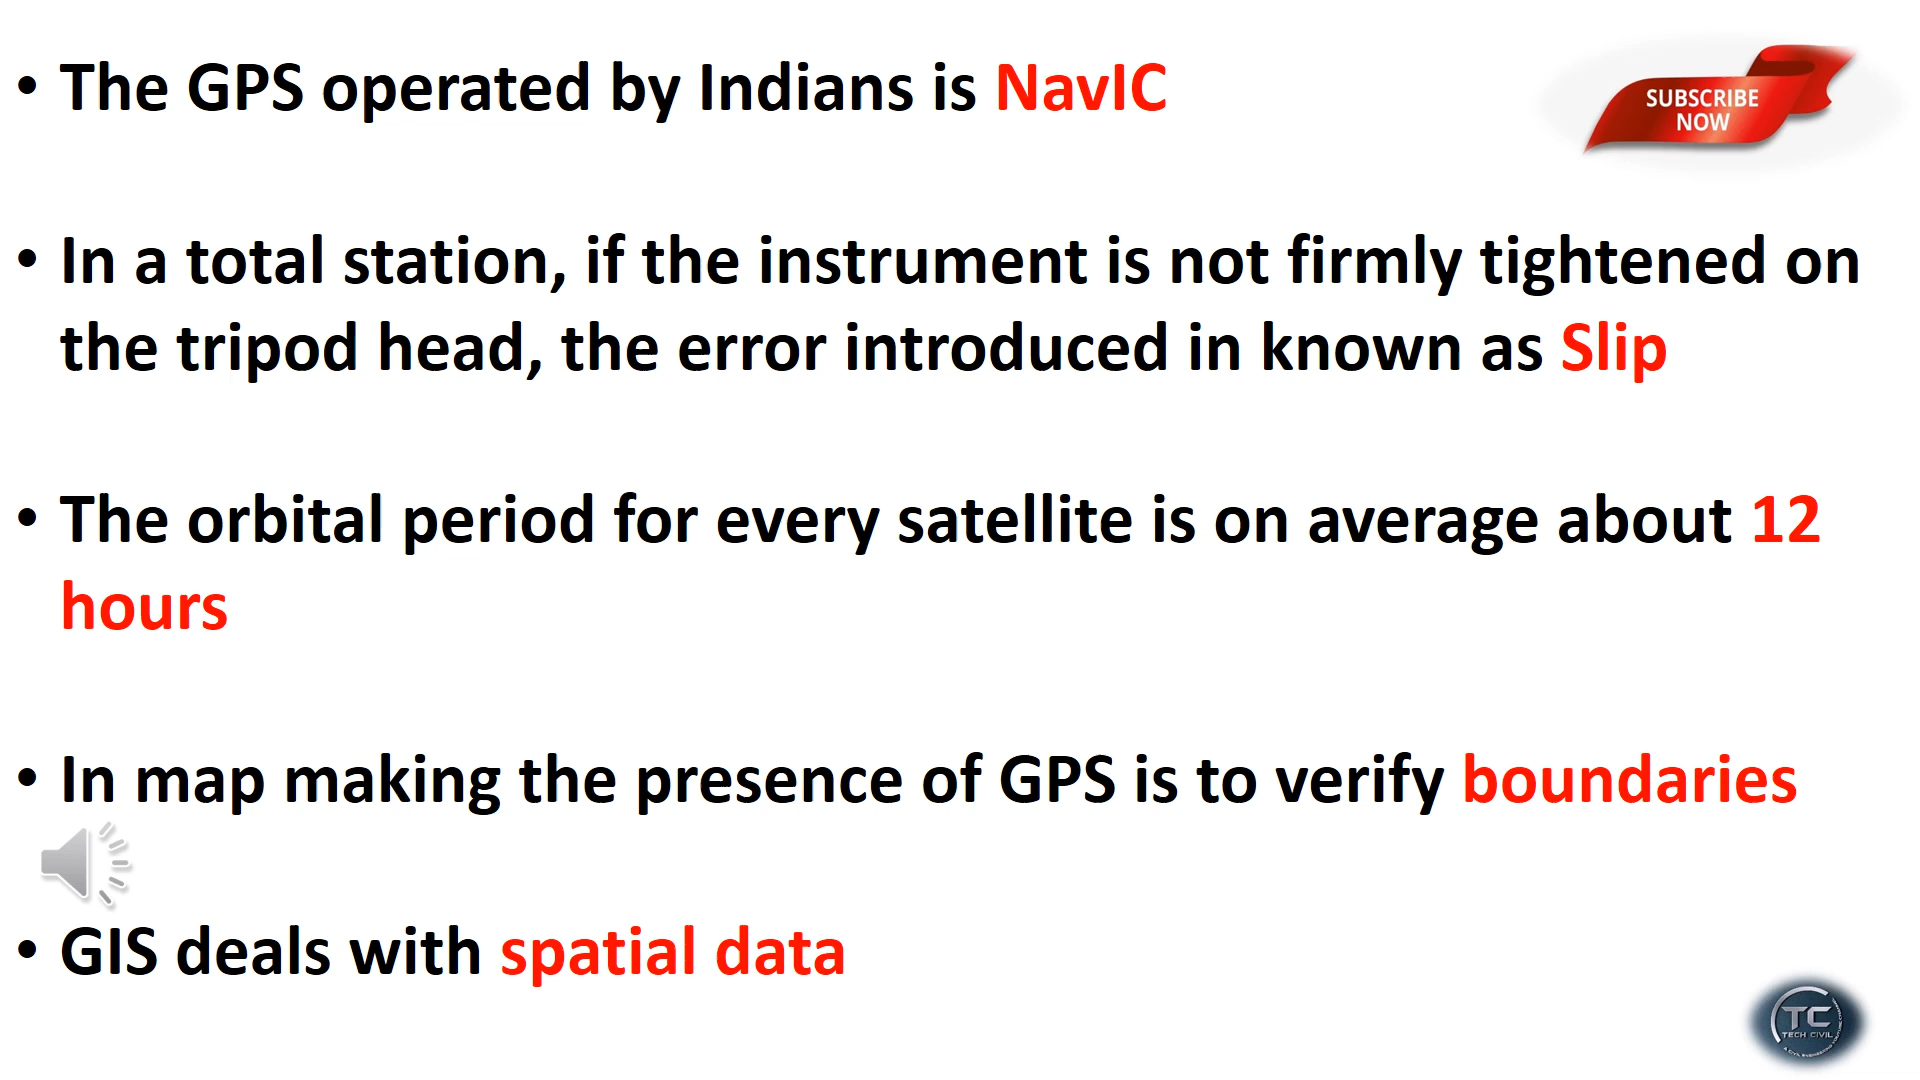 • The GPS operated by Indians is NavIC
SUBSCRIBE
NOW
• In a total station, if the instrument is not firmly tightened on
the tripod head, the error introduced in known as Slip
• The orbital period for every satellite is on average about 12
hours
• In map making the presence of GPS is to verify boundaries
• GIS deals with spatial data
TC
TECH CIVIL